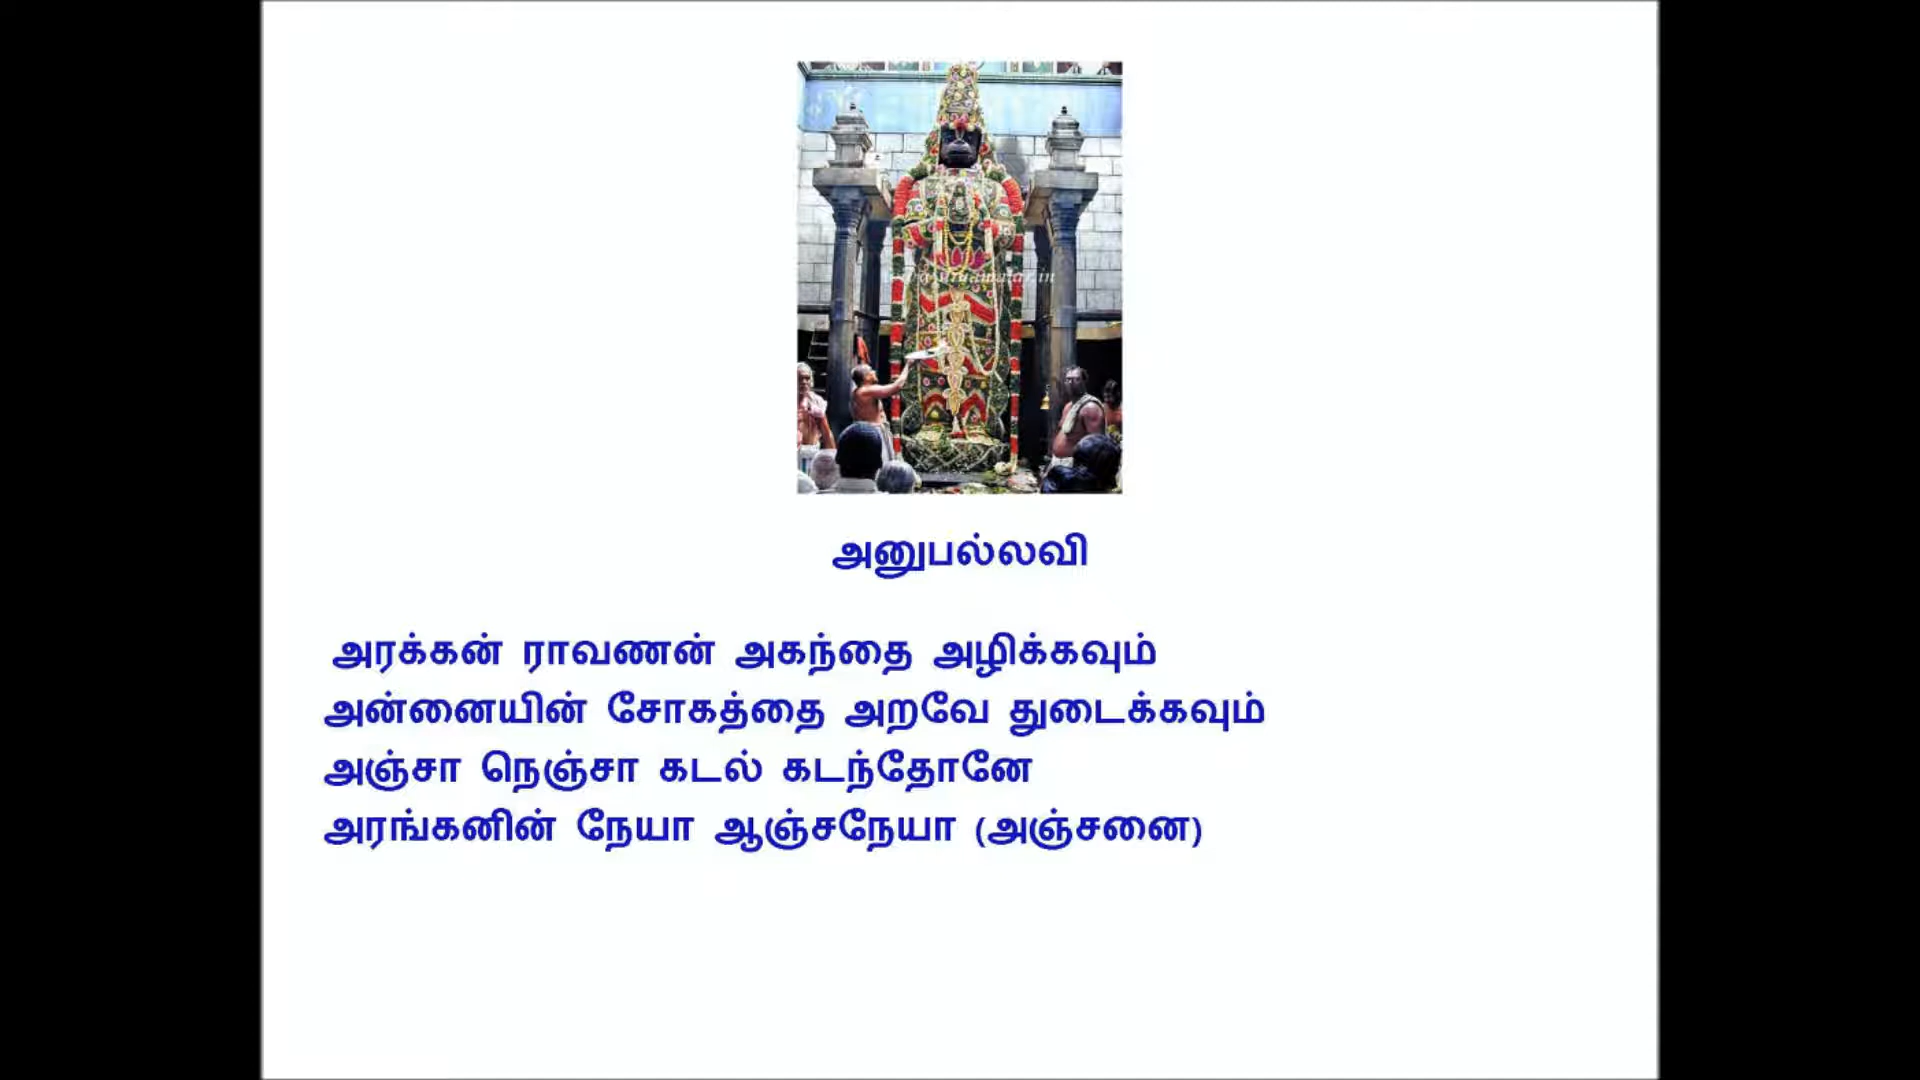 அனுபல்லவி
அரக்கன் ராவணன் அகந்தை அழிக்கவும்
அன்னையின் சோகத்தை அறவே துடைக்கவும்
அஞ்சா நெஞ்சா கடல் கடந்தோனே
அரங்கனின் நேயா ஆஞ்சநேயா (அஞ்சனை)